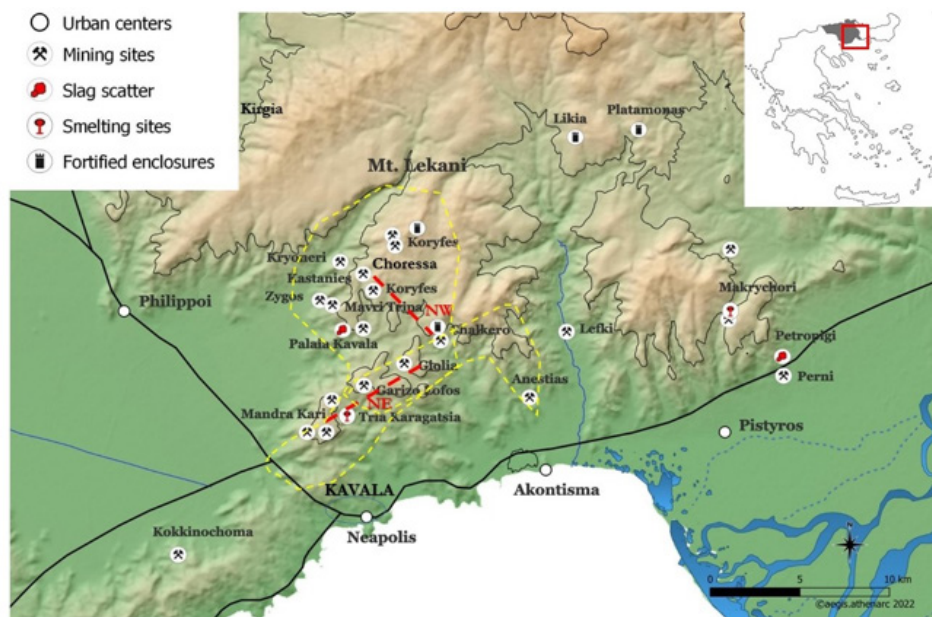 Urban centers
Mining sites
Slag scatter
Smelting sites
Fortified enclosures
Kirgia
Likia
Platamonas
Mt. Lekani
Koryfes
Kryoneri
Choressa
Kastanies
Koryfes
Zygos
Mavri Tripa
NW
Philippoi
Chalkero
Palaia Kavala
Lefki
Makrychori
Petropigi
Gloliz
Perni
Garizo Lofos
Anestias
NE
Mandra Kari
Tria Karagatsia
Pistyros
KAVALA
Akontisma
Neapolis
Kokkinochoma
0 5 10 km
©aegis.athenarc 2022